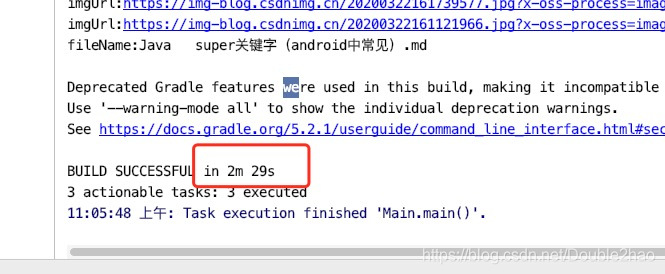 imgUrl:https://img-blog.csdnimg.cn/20200322161739577.jpg?x-oss-process=imag
imgUrl:https://img-blog.csdnimg.cn/20200322161121966.jpg?x-oss-process=image
fileName:Java   super关键字（android中常见）.md
Deprecated Gradle features were used in this build, making it incompatible
Use '--warning-mode all' to show the individual deprecation warnings.
See https://docs.gradle.org/5.2.1/userguide/command_line_interface.html#sec
BUILD SUCCESSFUL in 2m 29s
3 actionable tasks: 3 executed
11:05:48 上午: Task execution finished 'Main.main()'.
https://blog.csdn.net/Double2hao